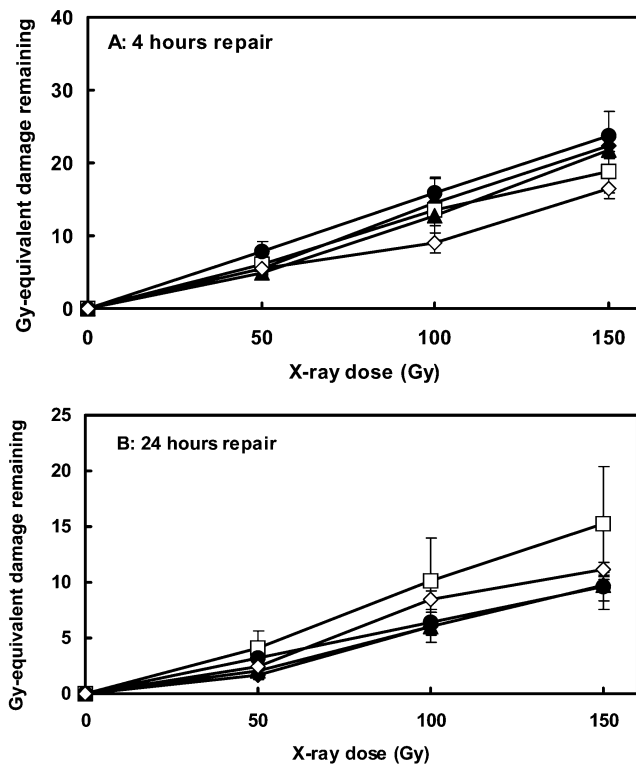 A: 4 hours repair
Gy-equivalent damage remaining
40
30
20
10
0
0 50 100 150
X-ray dose (Gy)
B: 24 hours repair
Gy-equivalent damage remaining
25
20
15
10
5
0
0 50 100 150
X-ray dose (Gy)